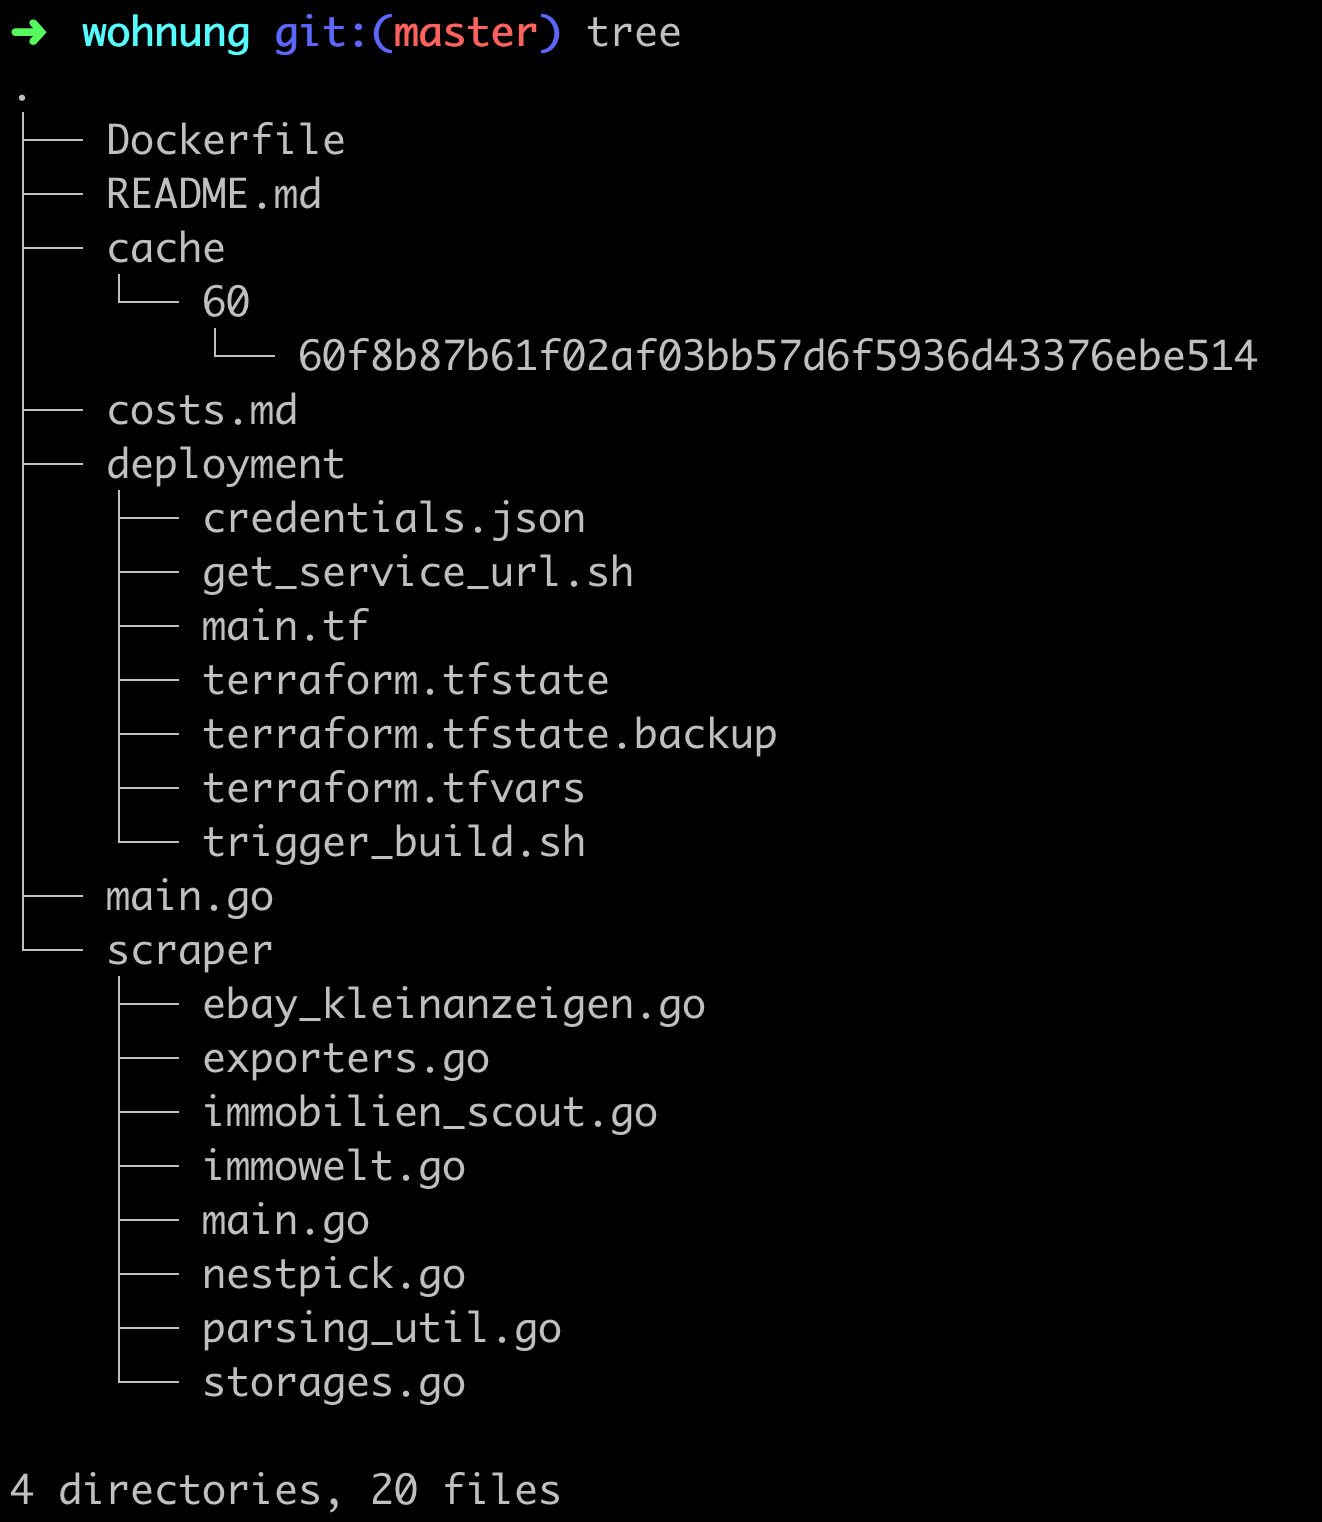 ➜  wohnung git:(master) tree
.
├── Dockerfile
├── README.md
├── cache
│   └── 60
│       └── 60f8b87b61f02af03bb57d6f5936d43376ebe514
├── costs.md
├── deployment
│   ├── credentials.json
│   ├── get_service_url.sh
│   ├── main.tf
│   ├── terraform.tfstate
│   ├── terraform.tfstate.backup
│   ├── terraform.tfvars
│   └── trigger_build.sh
├── main.go
└── scraper
    ├── ebay_kleinanzeigen.go
    ├── exporters.go
    ├── immobilien_scout.go
    ├── immowelt.go
    ├── main.go
    ├── nestpick.go
    ├── parsing_util.go
    └── storages.go
4 directories, 20 files